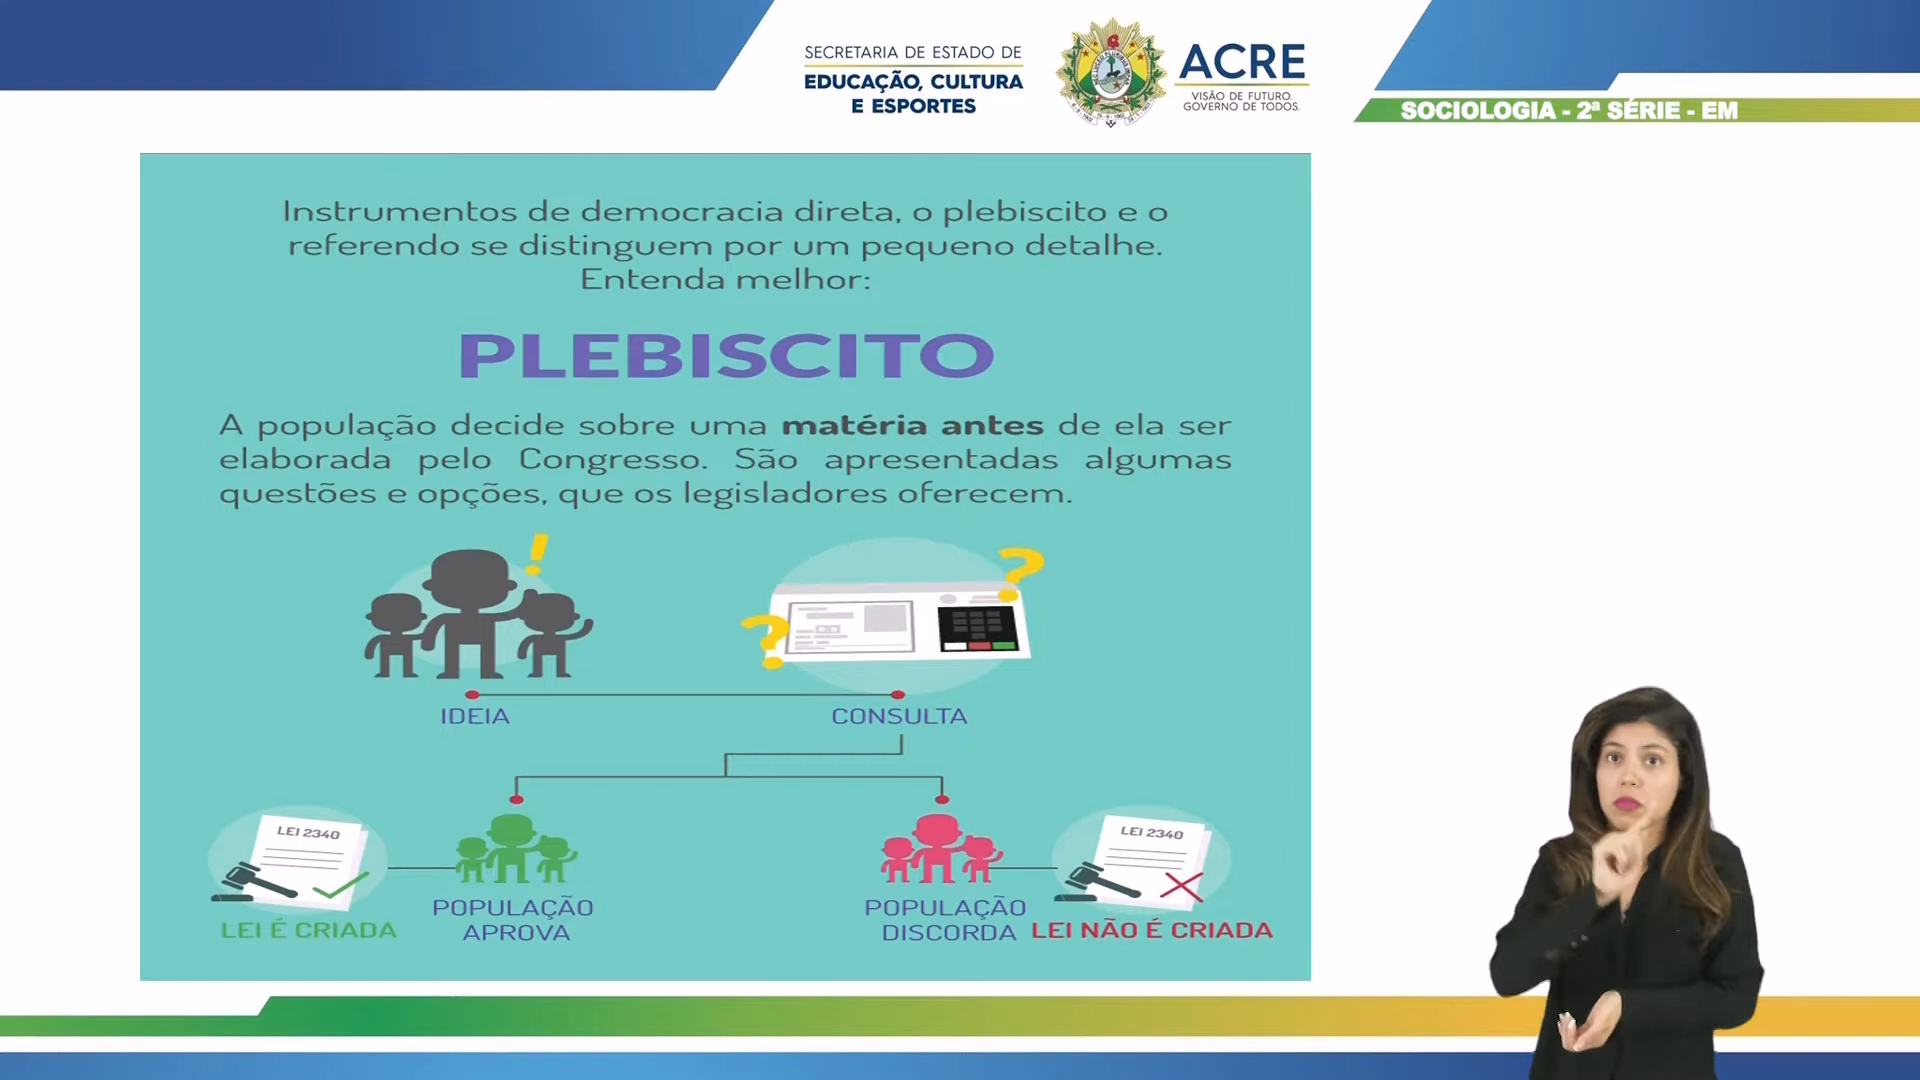 SECRETARIA DE ESTADO DE
EDUCAÇÃO, CULTURA
E ESPORTES
ACRE
VISÃO DE FUTURO.
GOVERNO DE TODOS.
SOCIOLOGIA - 2ª SÉRIE - EM
Instrumentos de democracia direta, o plebiscito e o
referendo se distinguem por um pequeno detalhe.
Entenda melhor:
PLEBISCITO
A população decide sobre uma matéria antes de ela ser
elaborada pelo Congresso. São apresentadas algumas
questões e opções, que os legisladores oferecem.
!
?
?
IDEIA
CONSULTA
LEI 2340
LEI É CRIADA
POPULAÇÃO
APROVA
POPULAÇÃO
DISCORDA
LEI 2340
LEI NÃO É CRIADA